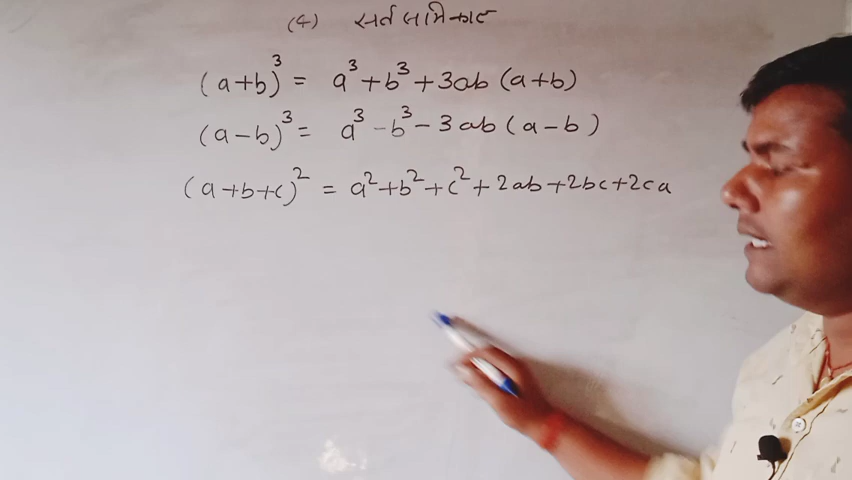 (4) સર્વ સામિકાટ
(a+b)³ = a³+b³+3ab (a+b)
(a-b)³ = a³-b³-3ab(a-b)
(a+b+c)² = a²+b²+c²+2ab+2bc+2ca